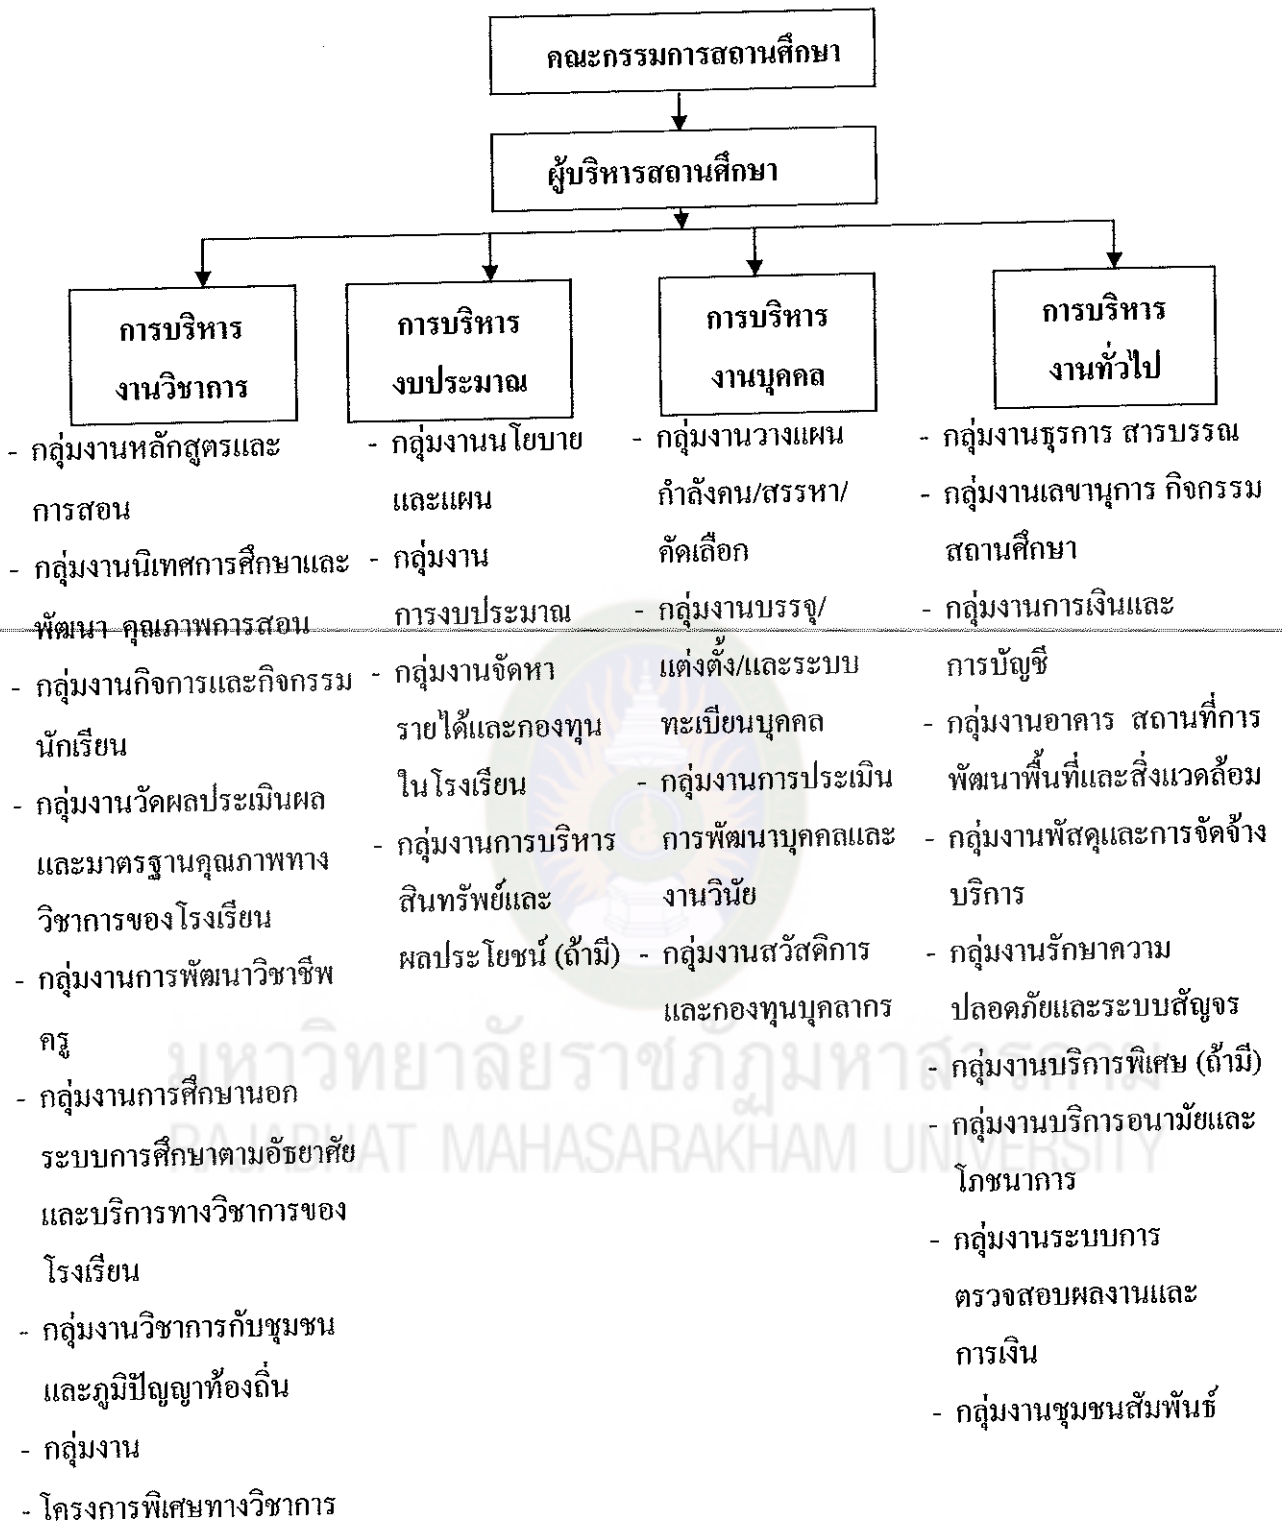 คณะกรรมการสถานศึกษา
ผู้บริหารสถานศึกษา
การบริหาร
งานวิชาการ
- กลุ่มงานหลักสูตรและ
การสอน
- กลุ่มงานนิเทศการศึกษาและ
พัฒนา คุณภาพการสอน
- กลุ่มงานกิจการและกิจกรรม
นักเรียน
- กลุ่มงานวัดผลประเมินผล
และมาตรฐานคุณภาพทาง
วิชาการของโรงเรียน
- กลุ่มงานการพัฒนาวิชาชีพ
ครู
- กลุ่มงานการศึกษานอก
ระบบการศึกษาตามอัธยาศัย
และบริการทางวิชาการของ
โรงเรียน
- กลุ่มงานวิชาการกับชุมชน
และภูมิปัญญาท้องถิ่น
- กลุ่มงาน
- โครงการพิเศษทางวิชาการ
การบริหาร
งบประมาณ
- กลุ่มงานนโยบาย
และแผน
- กลุ่มงาน
การงบประมาณ
- กลุ่มงานจัดหา
รายได้และกองทุน
ในโรงเรียน
- กลุ่มงานการบริหาร
สินทรัพย์และ
ผลประโยชน์ (ถ้ามี)
การบริหาร
งานบุคคล
- กลุ่มงานวางแผน
กำลังคน/สรรหา/
คัดเลือก
- กลุ่มงานบรรจุ/
แต่งตั้ง/และระบบ
ทะเบียนบุคคล
- กลุ่มงานการประเมิน
การพัฒนาบุคคลและ
งานวินัย
- กลุ่มงานสวัสดิการ
และกองทุนบุคลากร
การบริหาร
งานทั่วไป
- กลุ่มงานธุรการ สารบรรณ
- กลุ่มงานเลขานุการ กิจกรรม
สถานศึกษา
- กลุ่มงานการเงินและ
การบัญชี
- กลุ่มงานอาคาร สถานที่การ
พัฒนาพื้นที่และสิ่งแวดล้อม
- กลุ่มงานพัสดุและการจัดจ้าง
บริการ
- กลุ่มงานรักษาความ
ปลอดภัยและระบบสัญจร
- กลุ่มงานบริการพิเศษ (ถ้ามี)
- กลุ่มงานบริการอนามัยและ
โภชนาการ
- กลุ่มงานระบบการ
ตรวจสอบผลงานและ
การเงิน
- กลุ่มงานชุมชนสัมพันธ์
มหาวิทยาลัยราชภัฏมหาสารคาม
RAJABHAT MAHASARAKHAM UNIVERSITY